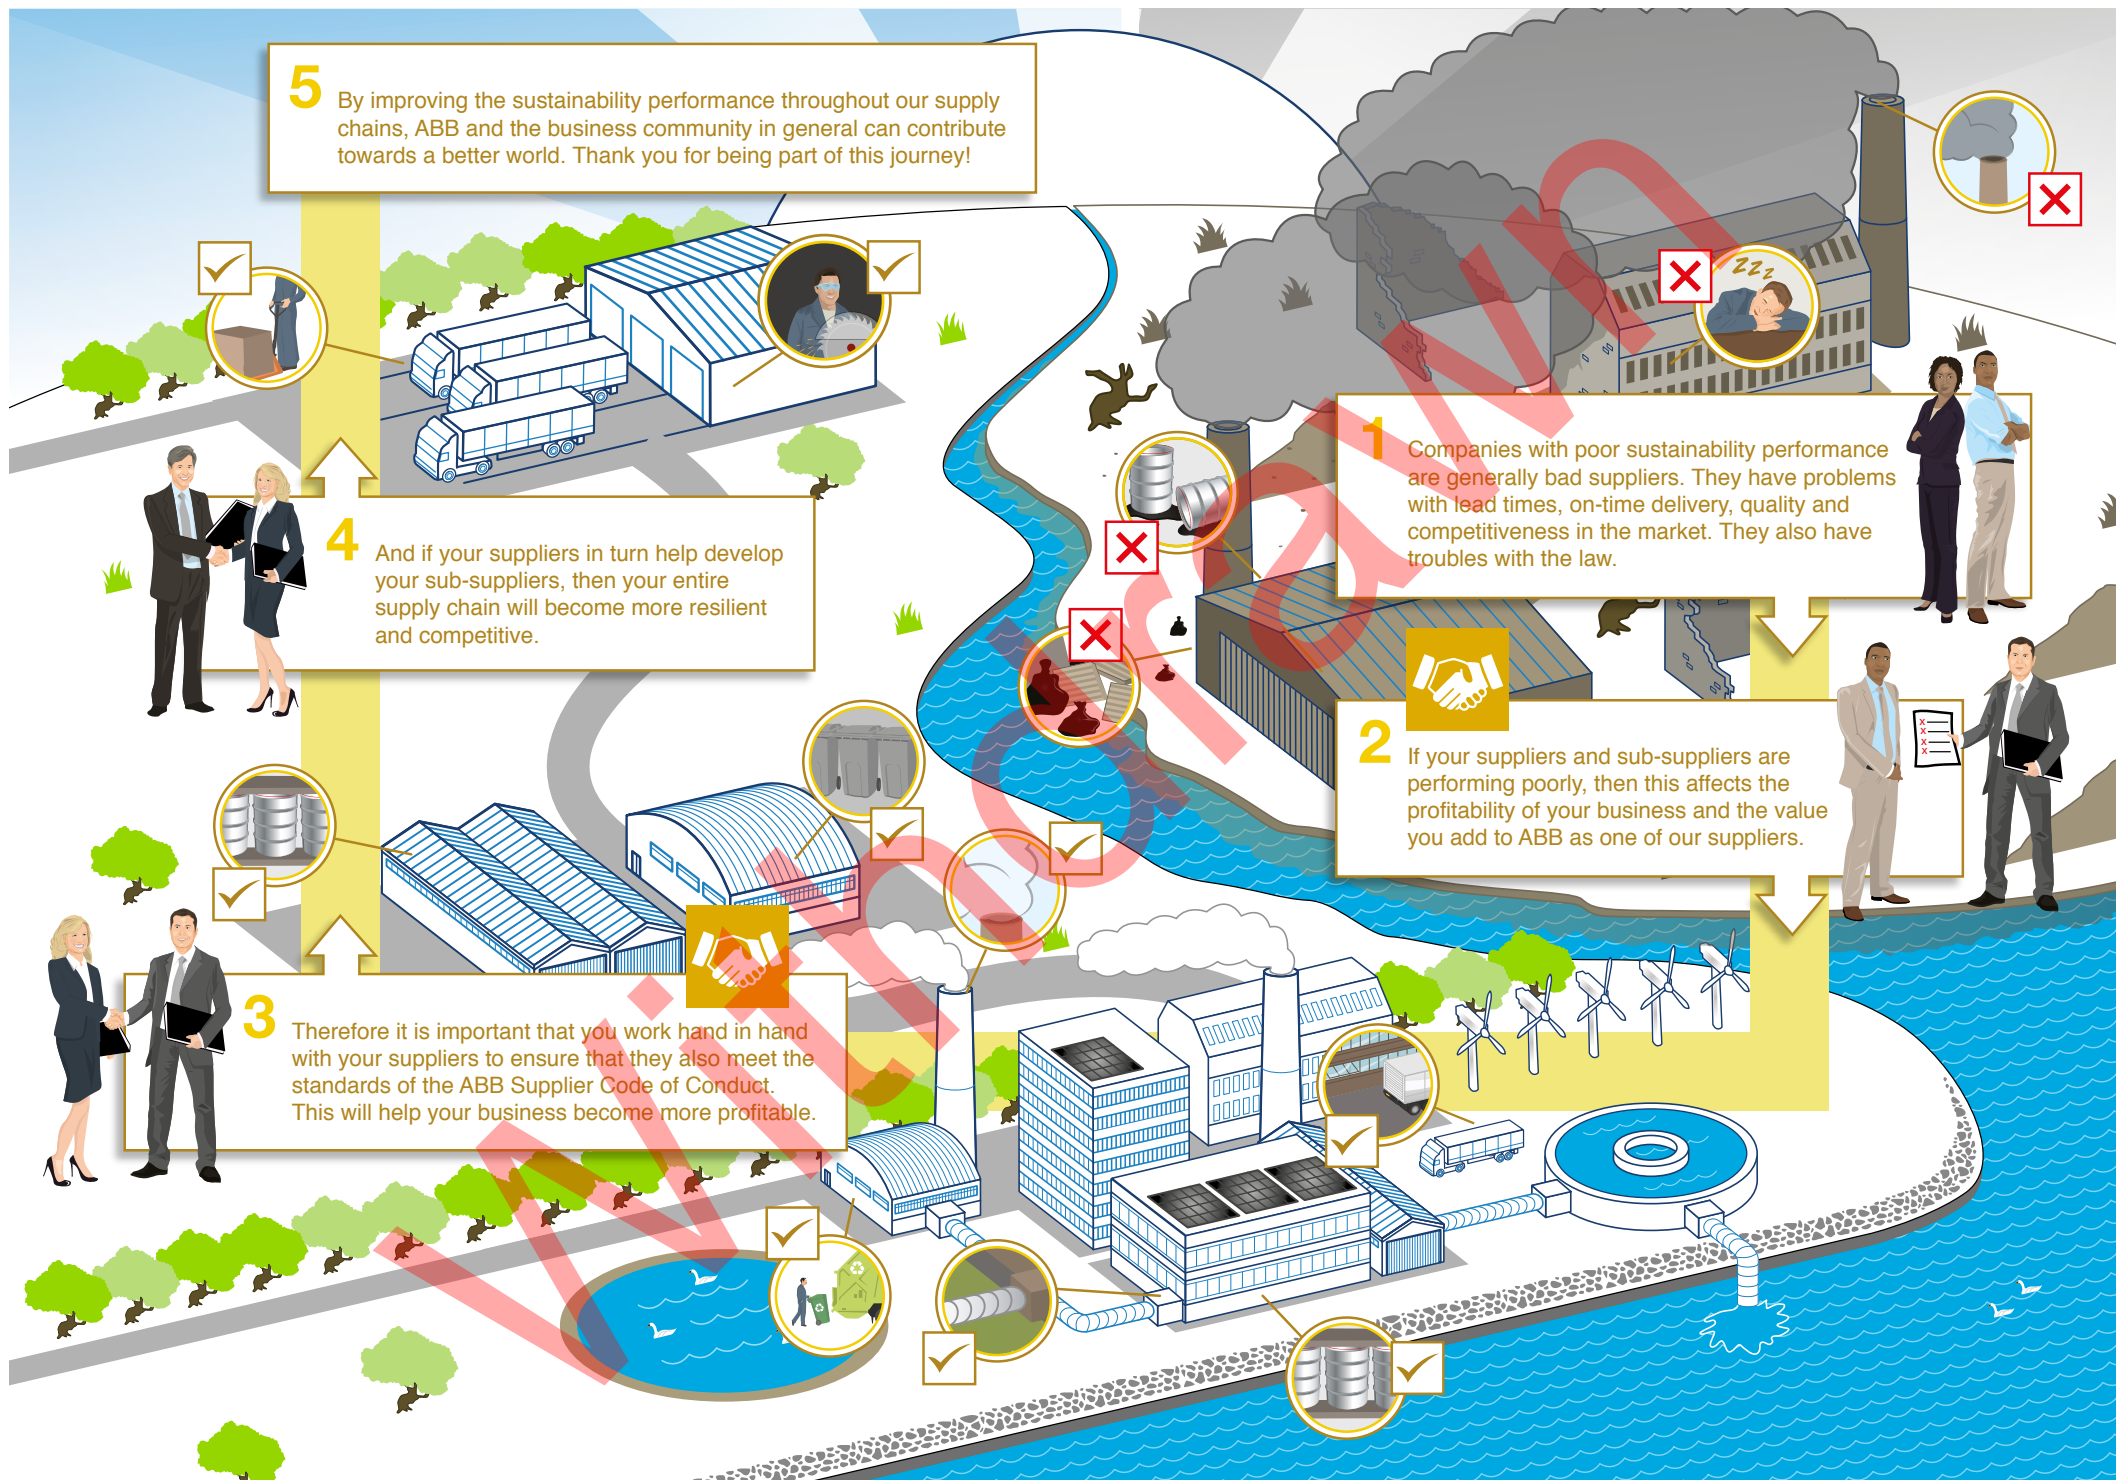 5
By improving the sustainability performance throughout our supply
chains, ABB and the business community in general can contribute
towards a better world. Thank you for being part of this journey!
zzz
1
Companies with poor sustainability performance
are generally bad suppliers. They have problems
with lead times, on-time delivery, quality and
competitiveness in the market. They also have
troubles with the law.
4
And if your suppliers in turn help develop
your sub-suppliers, then your entire
supply chain will become more resilient
and competitive.
2
If your suppliers and sub-suppliers are
performing poorly, then this affects the
profitability of your business and the value
you add to ABB as one of our suppliers.
x
x
x
x
3
Therefore it is important that you work hand in hand
with your suppliers to ensure that they also meet the
standards of the ABB Supplier Code of Conduct.
This will help your business become more profitable.
Withdrawn